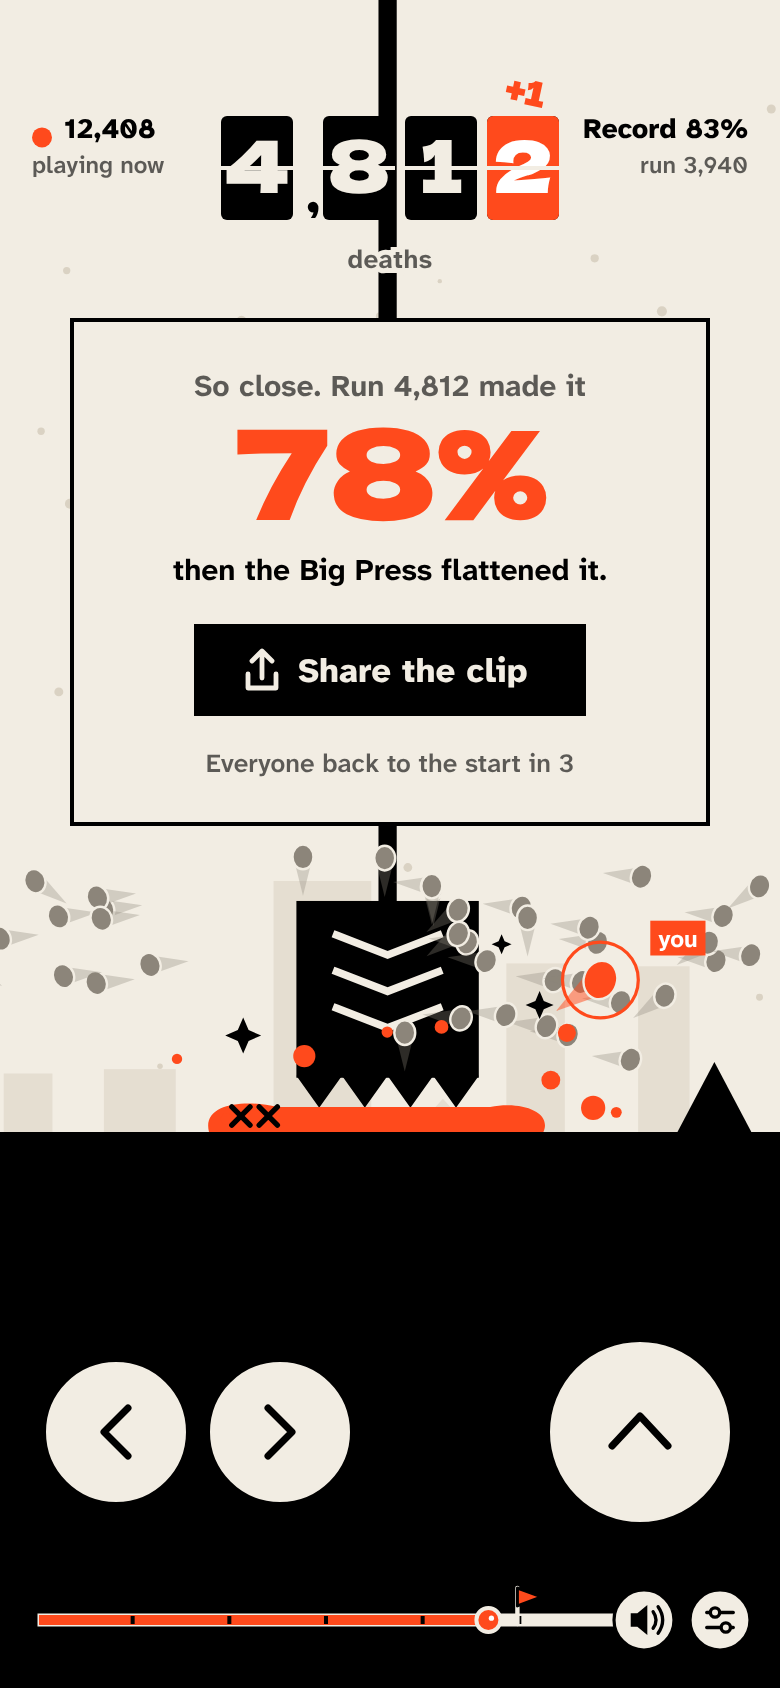 +1
12,408
playing now
4,812
deaths
Record 83%
run 3,940
So close. Run 4,812 made it
78%
then the Big Press flattened it.
Share the clip
Everyone back to the start in 3
you